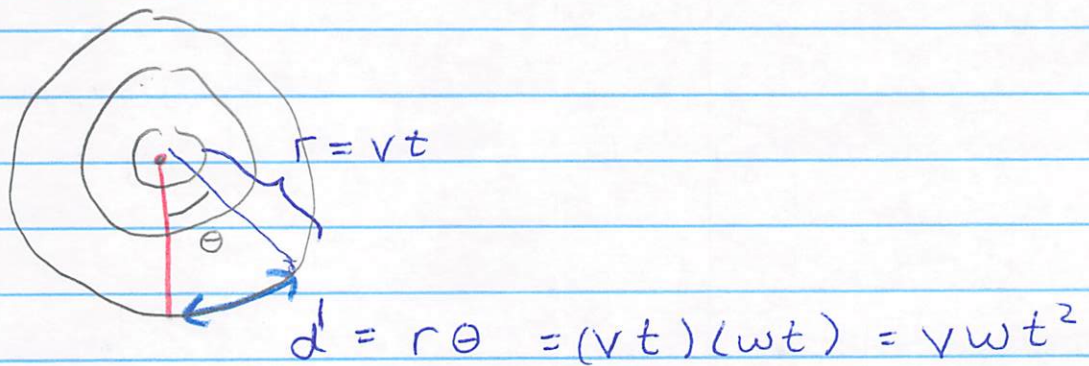 r = vt
θ
d = rθ = (vt)(ωt) = vωt²